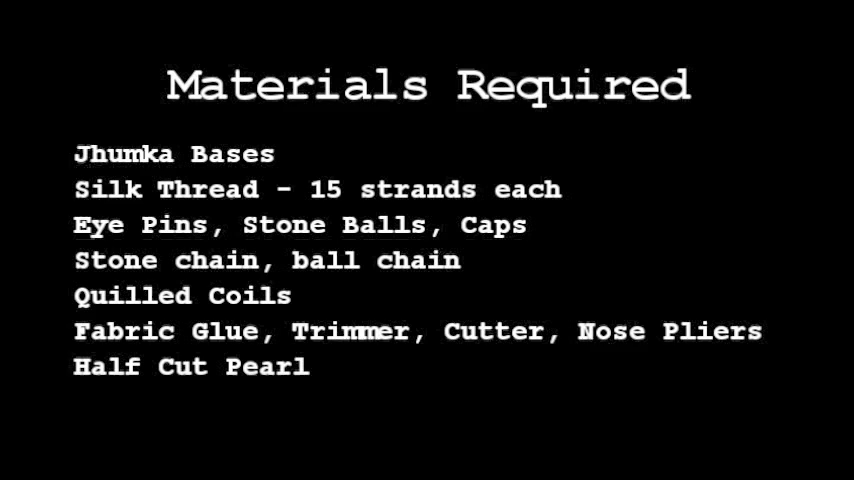 Materials Required
Jhumka Bases
Silk Thread - 15 strands each
Eye Pins, Stone Balls, Caps
Stone chain, ball chain
Quilled Coils
Fabric Glue, Trimmer, Cutter, Nose Pliers
Half Cut Pearl